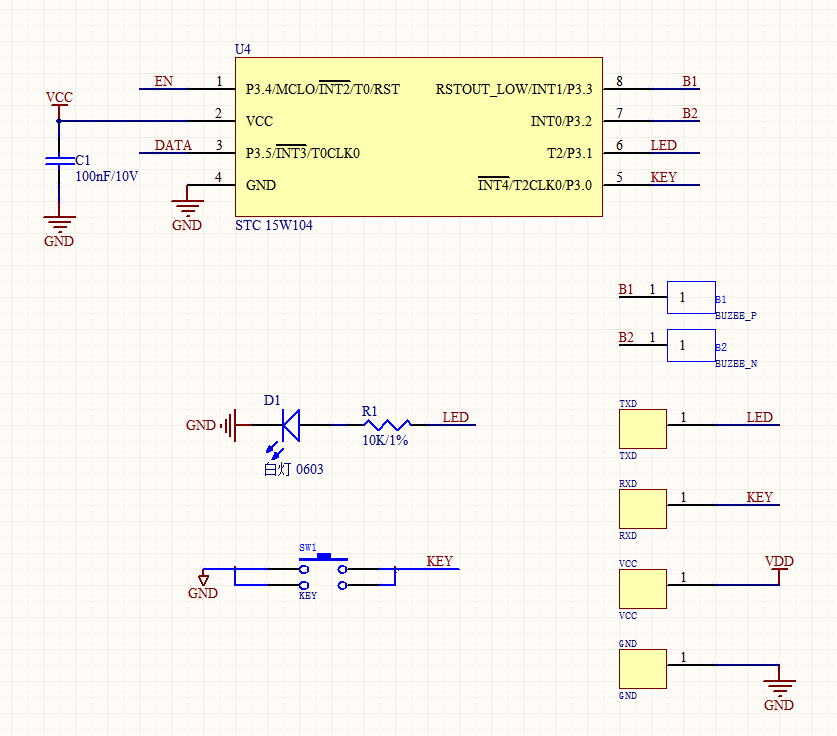 U4
EN 1 P3.4/MCLO/INT2/T0/RST RSTOUT_LOW/INT1/P3.3 8 B1
VCC
2 VCC INT0/P3.2 7 B2
DATA 3 P3.5/INT3/T0CLK0 T2/P3.1 6 LED
C1
100nF/10V
4 GND INT4/T2CLK0/P3.0 5 KEY
GND
GND
STC 15W104
B1 1 1 B1
BUZEE_P
B2 1 1 B2
BUZEE_N
D1
GND
R1
LED
10K/1%
白灯 0603
TXD
1 LED
TXD
RXD
1 KEY
RXD
SW1
KEY
GND
KEY
VCC
1 VDD
VCC
GND
1
GND
GND